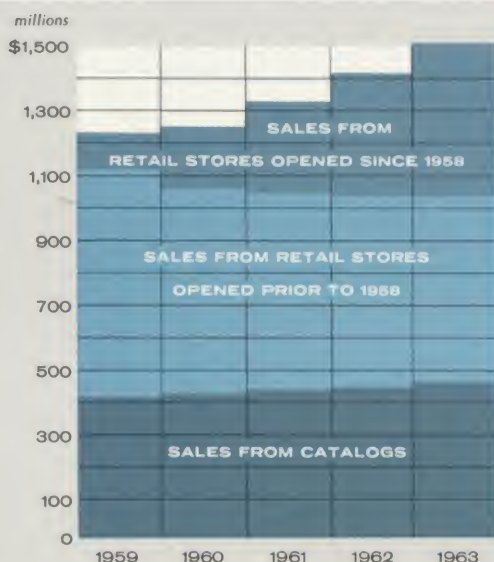 millions
$1,500
1,300
1,100
900
700
500
300
100
0
SALES FROM
RETAIL STORES OPENED SINCE 1958
SALES FROM RETAIL STORES
OPENED PRIOR TO 1958
SALES FROM CATALOGS
1959 1960 1961 1962 1963